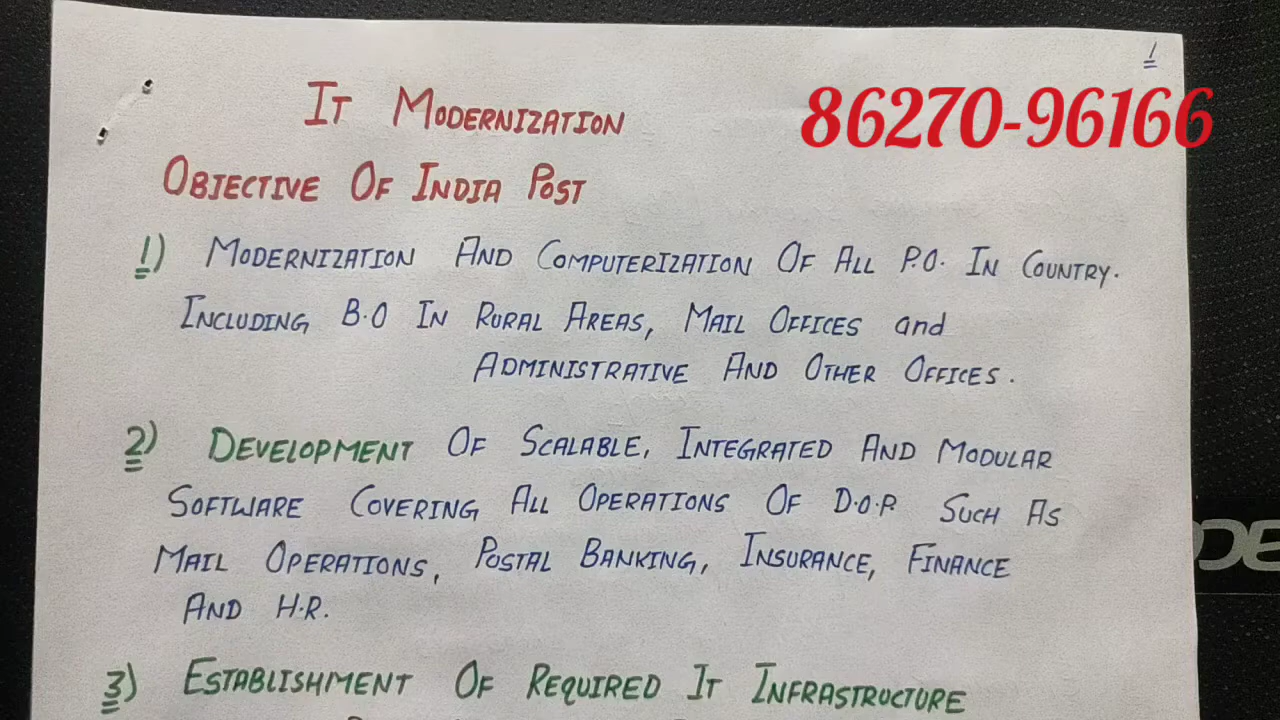 1
IT MODERNIZATION
86270-96166
OBJECTIVE OF INDIA POST
1) MODERNIZATION AND COMPUTERIZATION OF ALL P.O. IN COUNTRY.
INCLUDING B.O IN RURAL AREAS, MAIL OFFICES and
ADMINISTRATIVE AND OTHER OFFICES.
2) DEVELOPMENT OF SCALABLE, INTEGRATED AND MODULAR
SOFTWARE COVERING ALL OPERATIONS OF D.O.P. SUCH AS
MAIL OPERATIONS, POSTAL BANKING, INSURANCE, FINANCE
AND H.R.
3) ESTABLISHMENT OF REQUIRED IT INFRASTRUCTURE